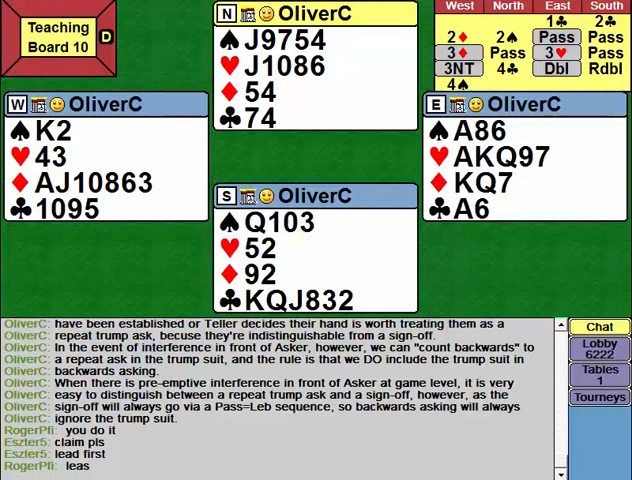 Teaching
Board 10
D
N OliverC
♠J9754
♥J1086
♦54
♣74
West North East South
1♣ 2♣
2♦ 2♠ Pass Pass
3♦ Pass 3♥ Pass
3NT 4♣ Dbl Rdbl
4♠
W OliverC
♠K2
♥43
♦AJ10863
♣1095
E OliverC
♠A86
♥AKQ97
♦KQ7
♣A6
S OliverC
♠Q103
♥52
♦92
♣KQJ832
OliverC: have been established or Teller decides their hand is worth treating them as a
repeat trump ask, becuse they're indistinguishable from a sign-off.
OliverC: In the event of interference in front of Asker, however, we can "count backwards" to
a repeat ask in the trump suit, and the rule is that we DO include the trump suit in
backwards asking.
OliverC: When there is pre-emptive interference in front of Asker at game level, it is very
easy to distinguish between a repeat trump ask and a sign-off, however, as the
sign-off will always go via a Pass=Leb sequence, so backwards asking will always
ignore the trump suit.
RogerPfi: you do it
Eszter5: claim pls
Eszter5: lead first
RogerPfi: leas
Chat
Lobby
6222
Tables
1
Tourneys